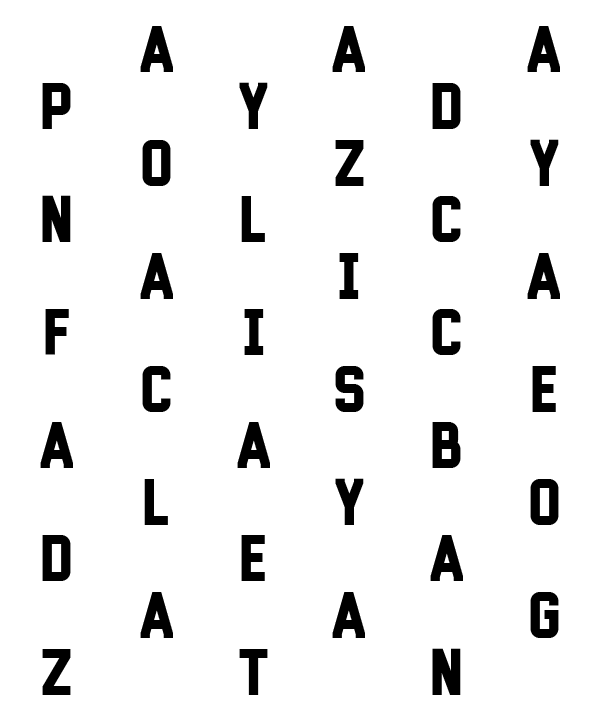 A A A
P Y D
O Z Y
N L C
A I A
F I C
C S E
A A B
L Y O
D E A
A A G
Z T N